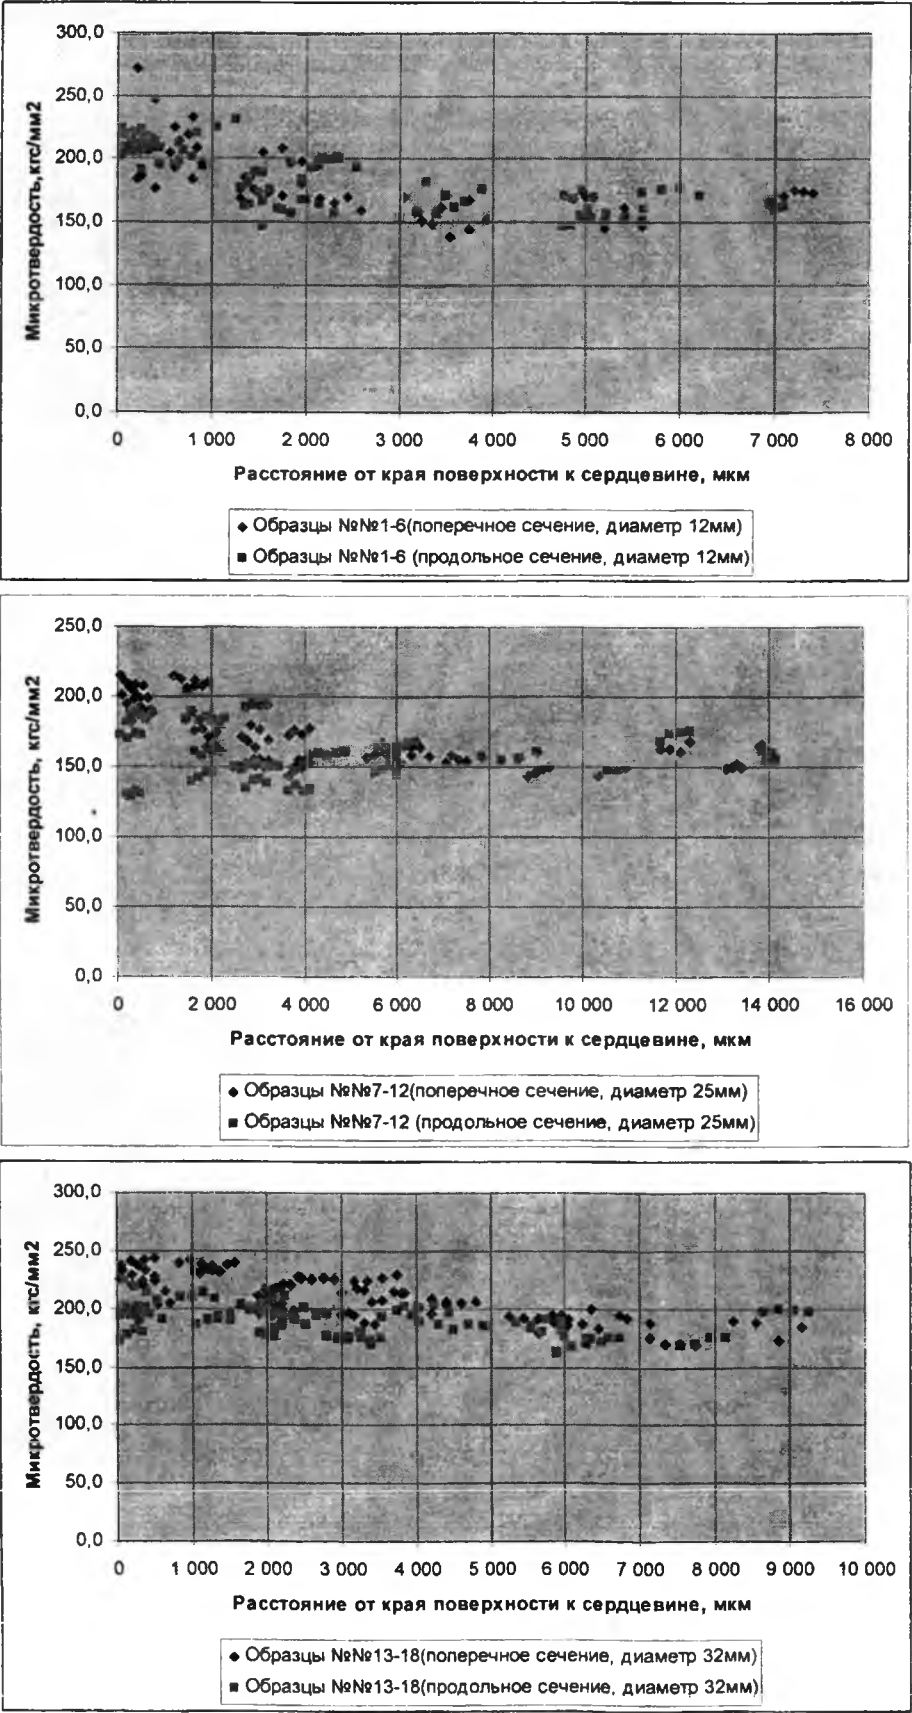 300,0
250,0
200,0
150,0
100,0
50,0
0,0
Микротвердость,кгс/мм2
0 1 000 2 000 3 000 4 000 5 000 6 000 7 000 8 000
Расстояние от края поверхности к сердцевине, мкм
Образцы №№1-6(поперечное сечение, диаметр 12мм)
Образцы №№1-6 (продольное сечение, диаметр 12мм)
250,0
200,0
150,0
100,0
50,0
0,0
Микротвердость, кгс/мм2
0 2 000 4 000 6 000 8 000 10 000 12 000 14 000 16 000
Расстояние от края поверхности к сердцевине, мкм
Образцы №№7-12(поперечное сечение, диаметр 25мм)
Образцы №№7-12 (продольное сечение, диаметр 25мм)
300,0
250,0
200,0
150,0
100,0
50,0
0,0
Микротвердость, кгс/мм2
0 1 000 2 000 3 000 4 000 5 000 6 000 7 000 8 000 9 000 10 000
Расстояние от края поверхности к сердцевине, мкм
Образцы №№13-18(поперечное сечение, диаметр 32мм)
Образцы №№13-18(продольное сечение, диаметр 32мм)